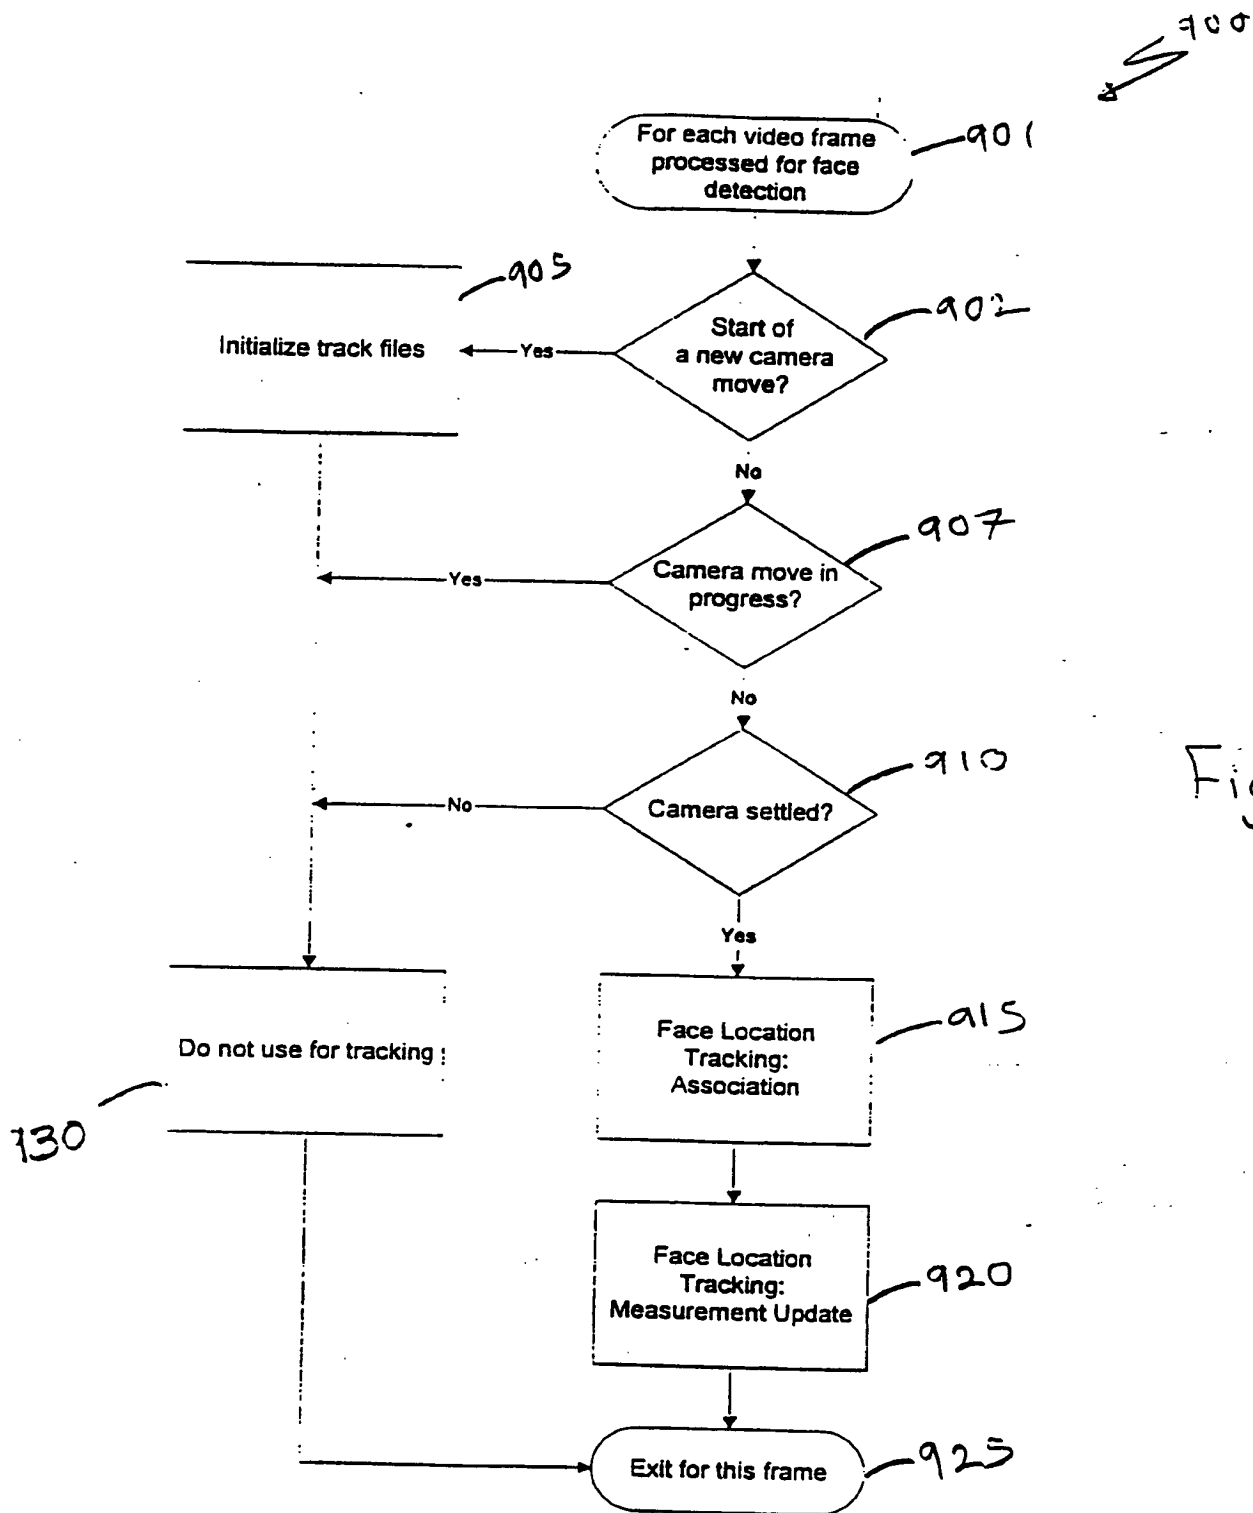 900
For each video frame
processed for face
detection
901
905
Initialize track files
Yes
Start of
a new camera
move?
902
No
907
Yes
Camera move in
progress?
No
910
No
Camera settled?
Yes
Do not use for tracking
930
Face Location
Tracking:
Association
915
Face Location
Tracking:
Measurement Update
920
Exit for this frame
925